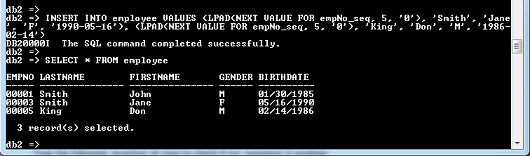 db2 =>
db2 => INSERT INTO employee VALUES (LPAD(NEXT VALUE FOR empNo_seq, 5, '0'), 'Smith', 'Jane
', 'F', '1990-05-16'), (LPAD(NEXT VALUE FOR empNo_seq, 5, '0'), 'King', 'Don', 'M', '1986-
02-14')
DB20000I  The SQL command completed successfully.
db2 =>
db2 => SELECT * FROM employee
EMPNO LASTNAME        FIRSTNAME       GENDER BIRTHDATE
----- --------------- --------------- ------ ----------
00001 Smith           John            M      01/30/1985
00003 Smith           Jane            F      05/16/1990
00005 King            Don             M      02/14/1986
  3 record(s) selected.
db2 =>